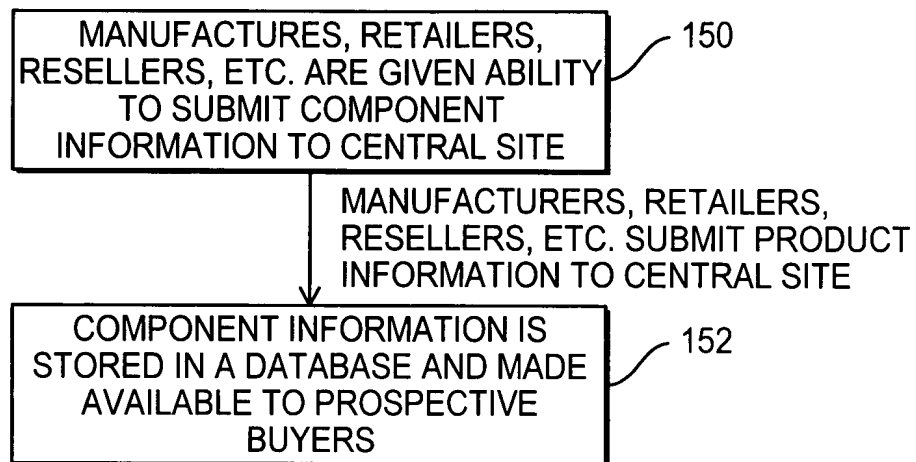 MANUFACTURES, RETAILERS,
RESELLERS, ETC. ARE GIVEN ABILITY
TO SUBMIT COMPONENT
INFORMATION TO CENTRAL SITE
150
MANUFACTURERS, RETAILERS,
RESELLERS, ETC. SUBMIT PRODUCT
INFORMATION TO CENTRAL SITE
COMPONENT INFORMATION IS
STORED IN A DATABASE AND MADE
AVAILABLE TO PROSPECTIVE
BUYERS
152